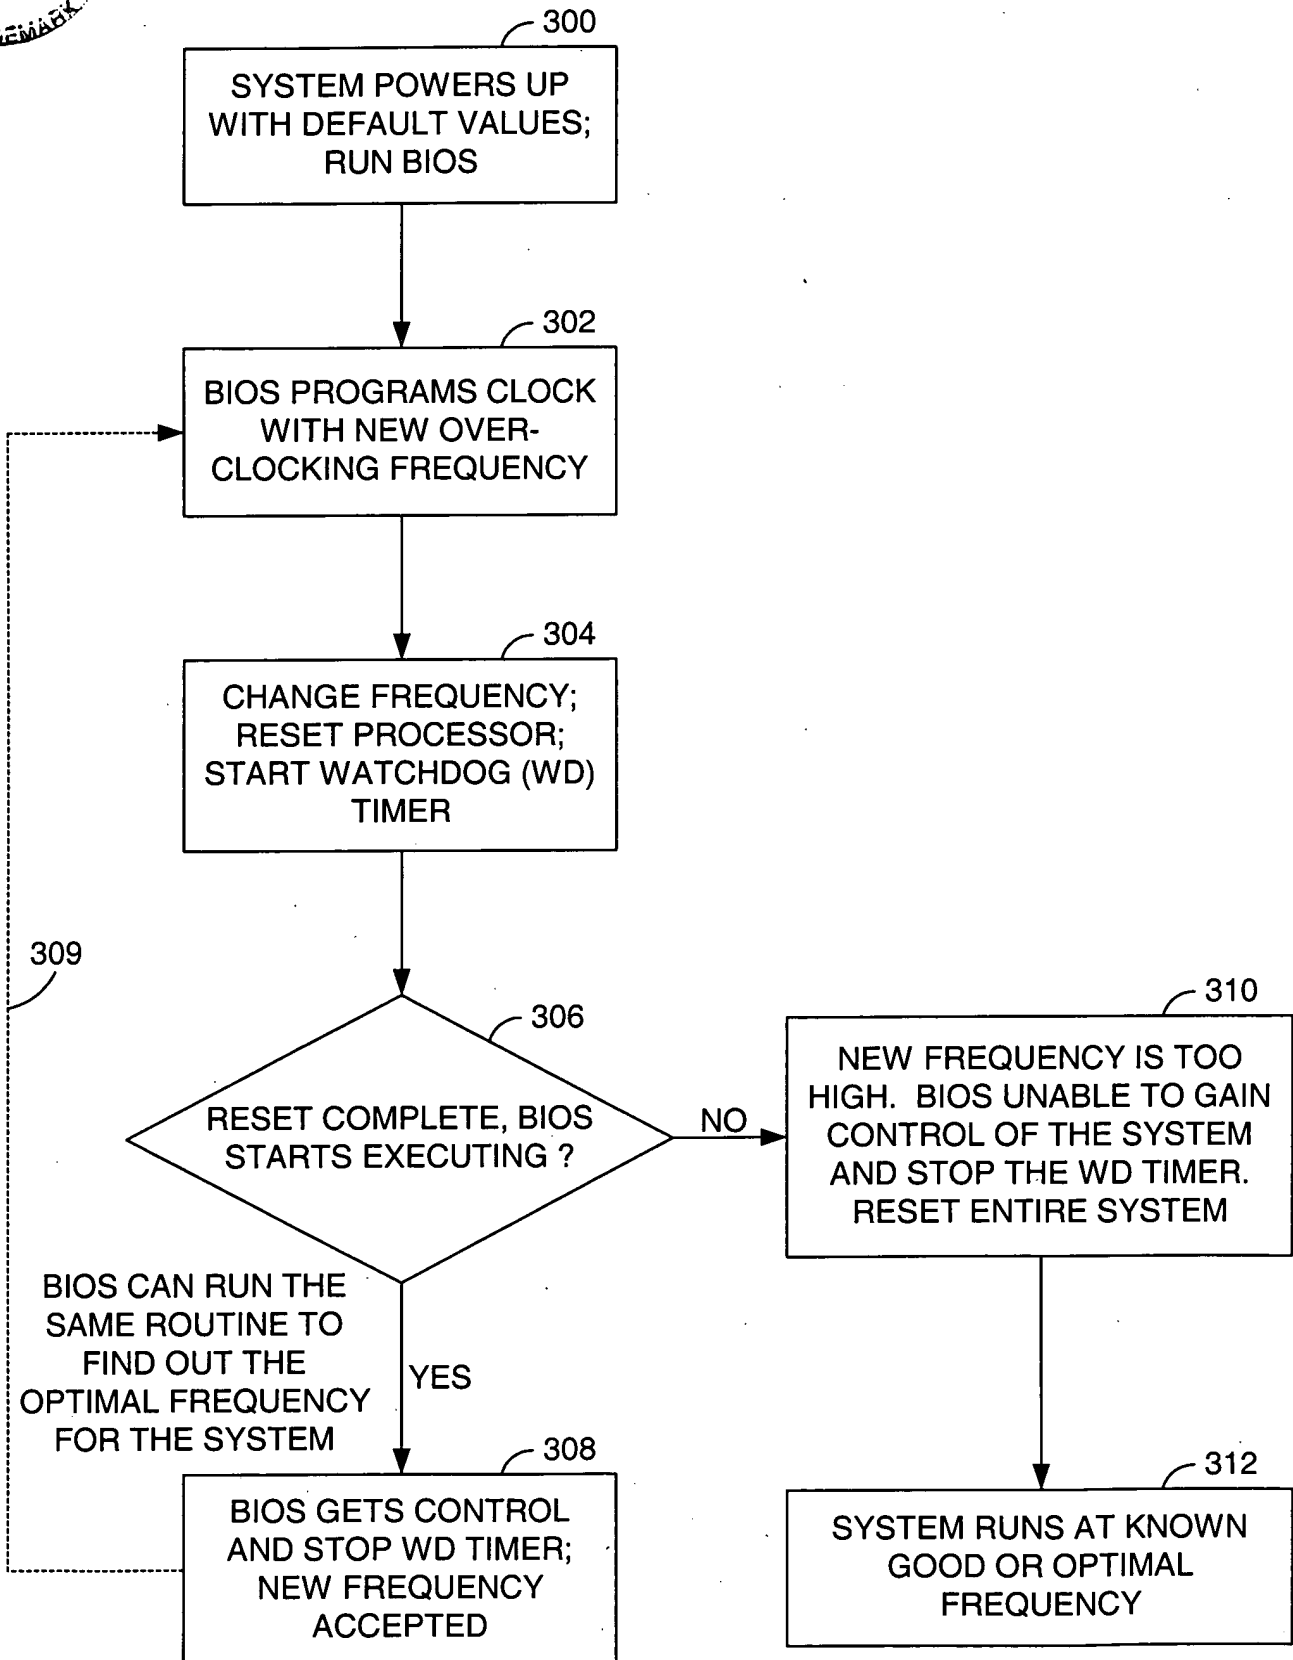 300
SYSTEM POWERS UP
WITH DEFAULT VALUES;
RUN BIOS
302
BIOS PROGRAMS CLOCK
WITH NEW OVER-
CLOCKING FREQUENCY
304
CHANGE FREQUENCY;
RESET PROCESSOR;
START WATCHDOG (WD)
TIMER
309
306
RESET COMPLETE, BIOS
STARTS EXECUTING ?
NO
310
NEW FREQUENCY IS TOO
HIGH. BIOS UNABLE TO GAIN
CONTROL OF THE SYSTEM
AND STOP THE WD TIMER.
RESET ENTIRE SYSTEM
BIOS CAN RUN THE
SAME ROUTINE TO
FIND OUT THE
OPTIMAL FREQUENCY
FOR THE SYSTEM
YES
308
BIOS GETS CONTROL
AND STOP WD TIMER;
NEW FREQUENCY
ACCEPTED
312
SYSTEM RUNS AT KNOWN
GOOD OR OPTIMAL
FREQUENCY